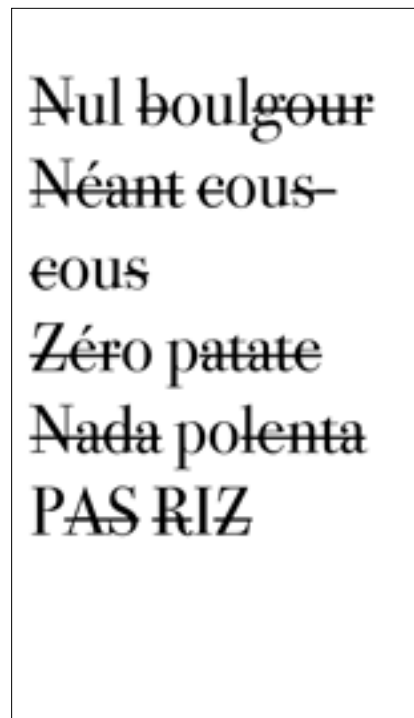 Nul boulgour
Néant cous-
cous
Zéro patate
Nada polenta
PAS RIZ